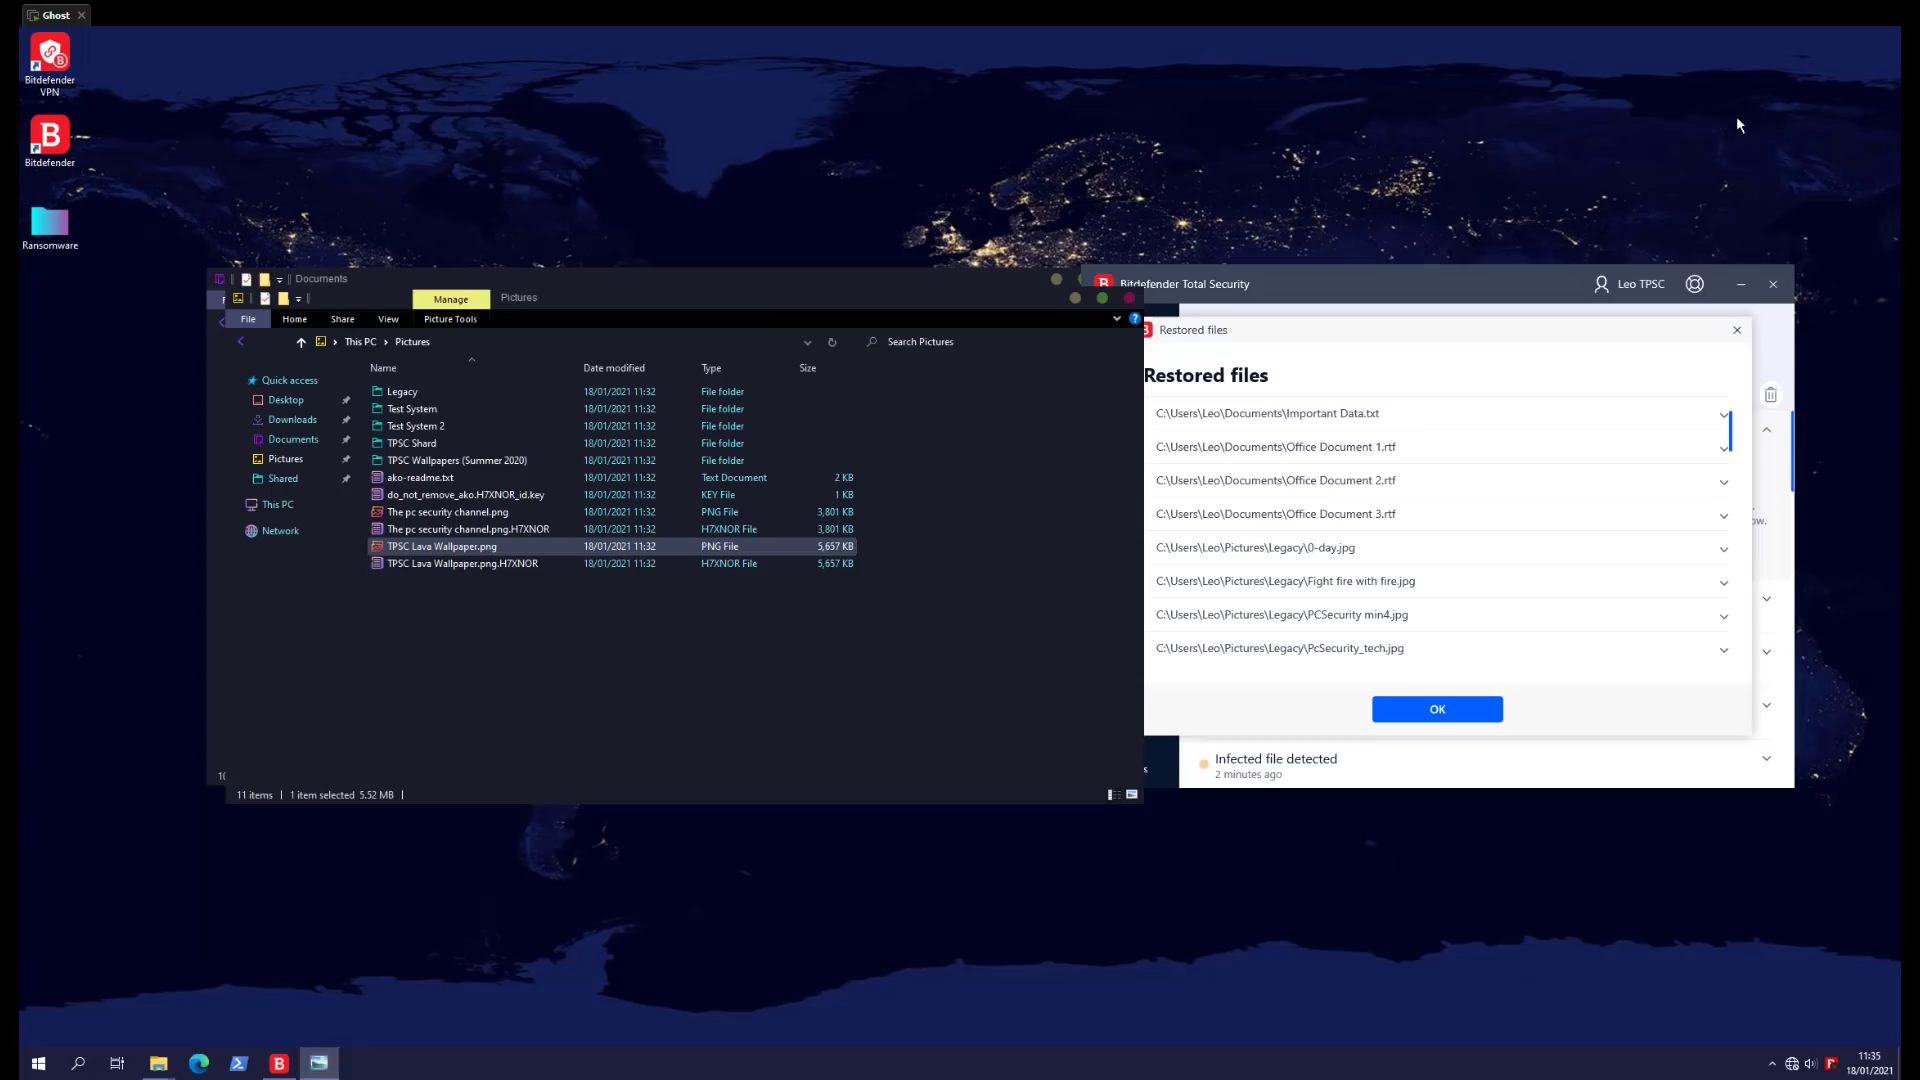 Ghost
Bitdefender
VPN
Bitdefender
Ransomware
Documents
Manage
Pictures
File
Home
Share
View
Picture Tools
This PC
Pictures
Search Pictures
Name
Date modified
Type
Size
Quick access
Desktop
Downloads
Documents
Pictures
Shared
This PC
Network
Legacy 18/01/2021 11:32 File folder
Test System 18/01/2021 11:32 File folder
Test System 2 18/01/2021 11:32 File folder
TPSC Shard 18/01/2021 11:32 File folder
TPSC Wallpapers (Summer 2020) 18/01/2021 11:32 File folder
ako-readme.txt 18/01/2021 11:32 Text Document 2 KB
do_not_remove_ako.H7XNOR_id.key 18/01/2021 11:32 KEY File 1 KB
The pc security channel.png 18/01/2021 11:32 PNG File 3,801 KB
The pc security channel.png.H7XNOR 18/01/2021 11:32 H7XNOR File 3,801 KB
TPSC Lava Wallpaper.png 18/01/2021 11:32 PNG File 5,657 KB
TPSC Lava Wallpaper.png.H7XNOR 18/01/2021 11:32 H7XNOR File 5,657 KB
11 items 1 item selected 5.52 MB
Bitdefender Total Security
Leo TPSC
Restored files
Restored files
C:\Users\Leo\Documents\Important Data.txt
C:\Users\Leo\Documents\Office Document 1.rtf
C:\Users\Leo\Documents\Office Document 2.rtf
C:\Users\Leo\Documents\Office Document 3.rtf
C:\Users\Leo\Pictures\Legacy\0-day.jpg
C:\Users\Leo\Pictures\Legacy\Fight fire with fire.jpg
C:\Users\Leo\Pictures\Legacy\PCSecurity min4.jpg
C:\Users\Leo\Pictures\Legacy\PcSecurity_tech.jpg
OK
Infected file detected
2 minutes ago
11:35
18/01/2021